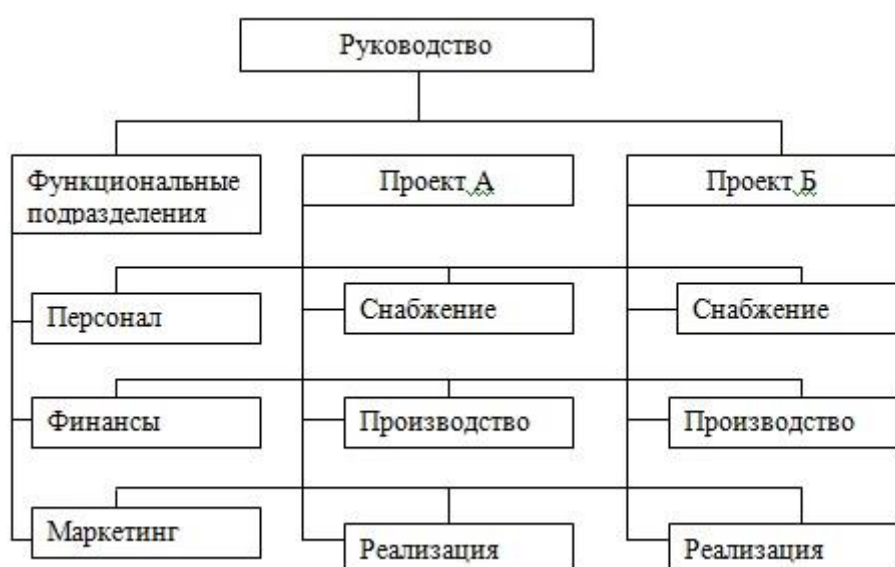 Руководство
Функциональные
подразделения
Проект А
Проект Б
Персонал
Снабжение
Снабжение
Финансы
Производство
Производство
Маркетинг
Реализация
Реализация